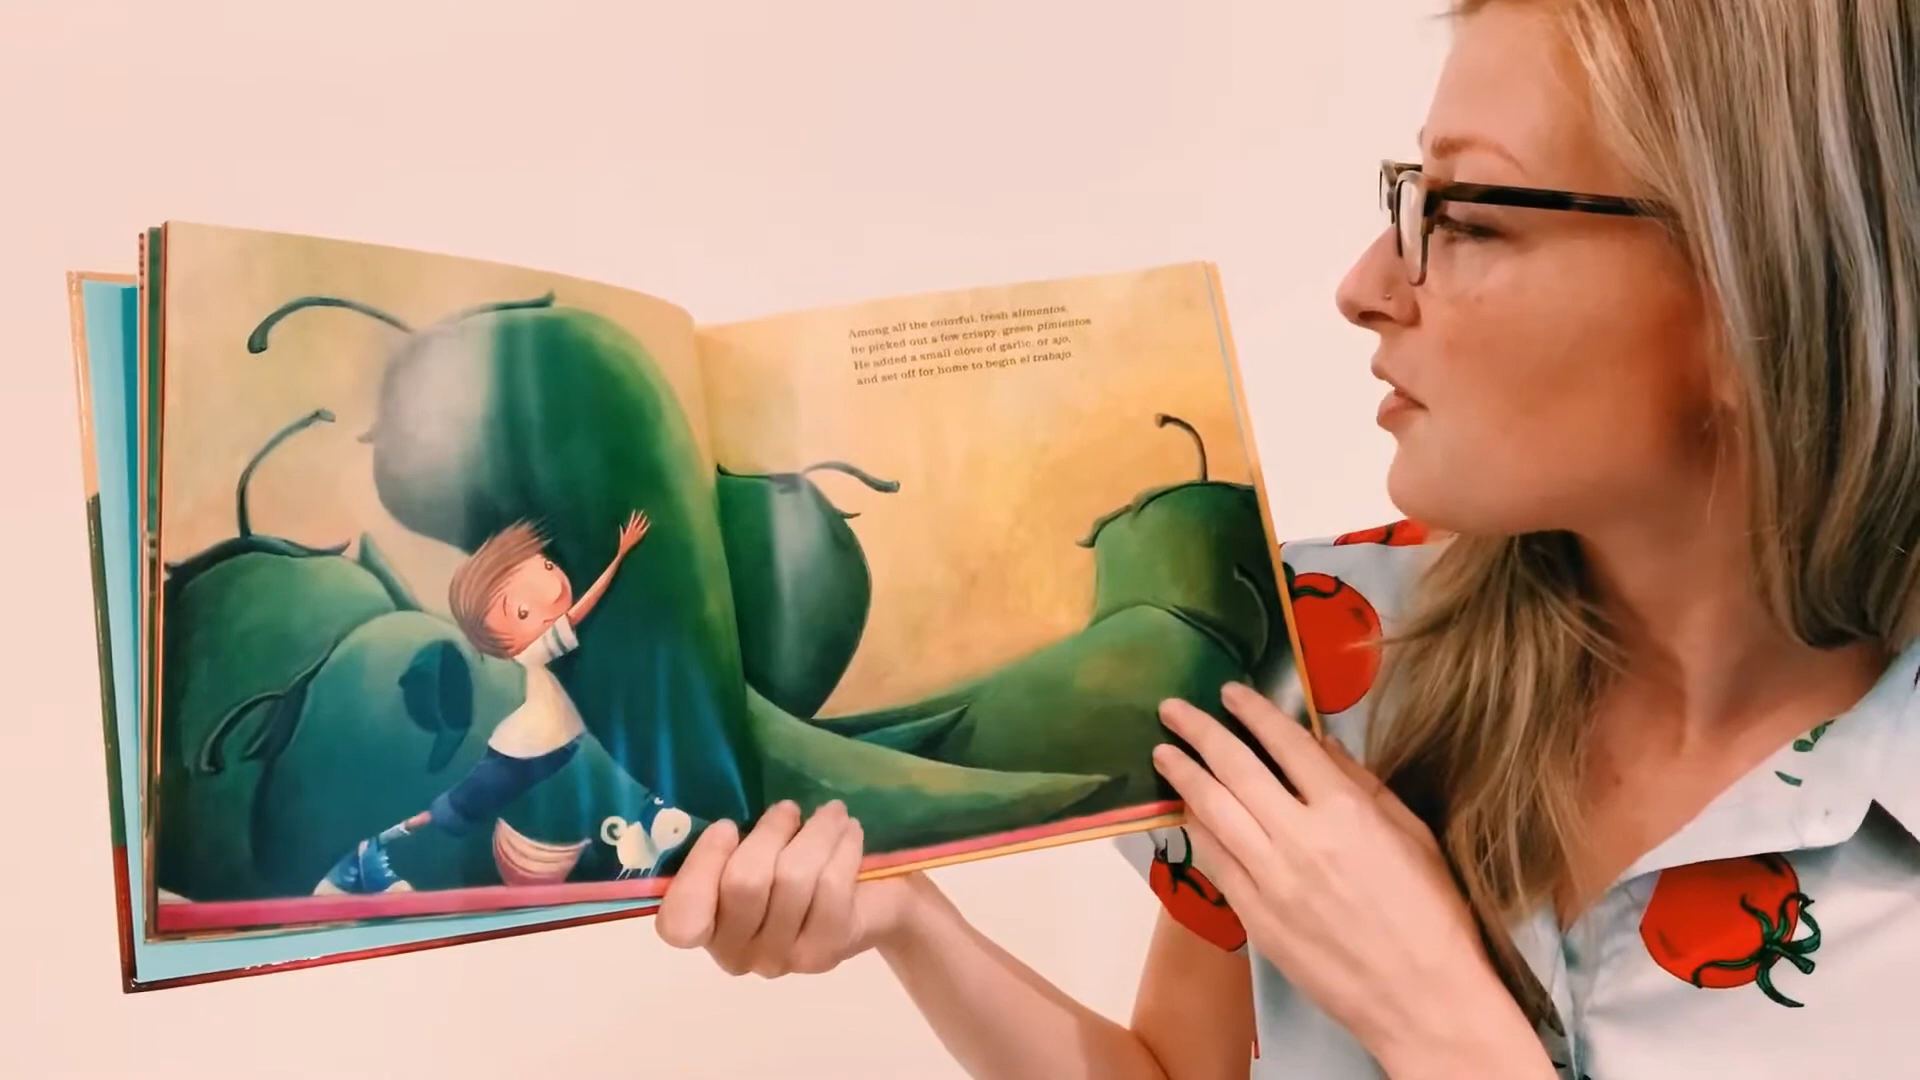 Among all the colorful, fresh alimentos,
he picked out a few crispy, green pimientos.
He added a small clove of garlic, or ajo,
and set off for home to begin el trabajo.